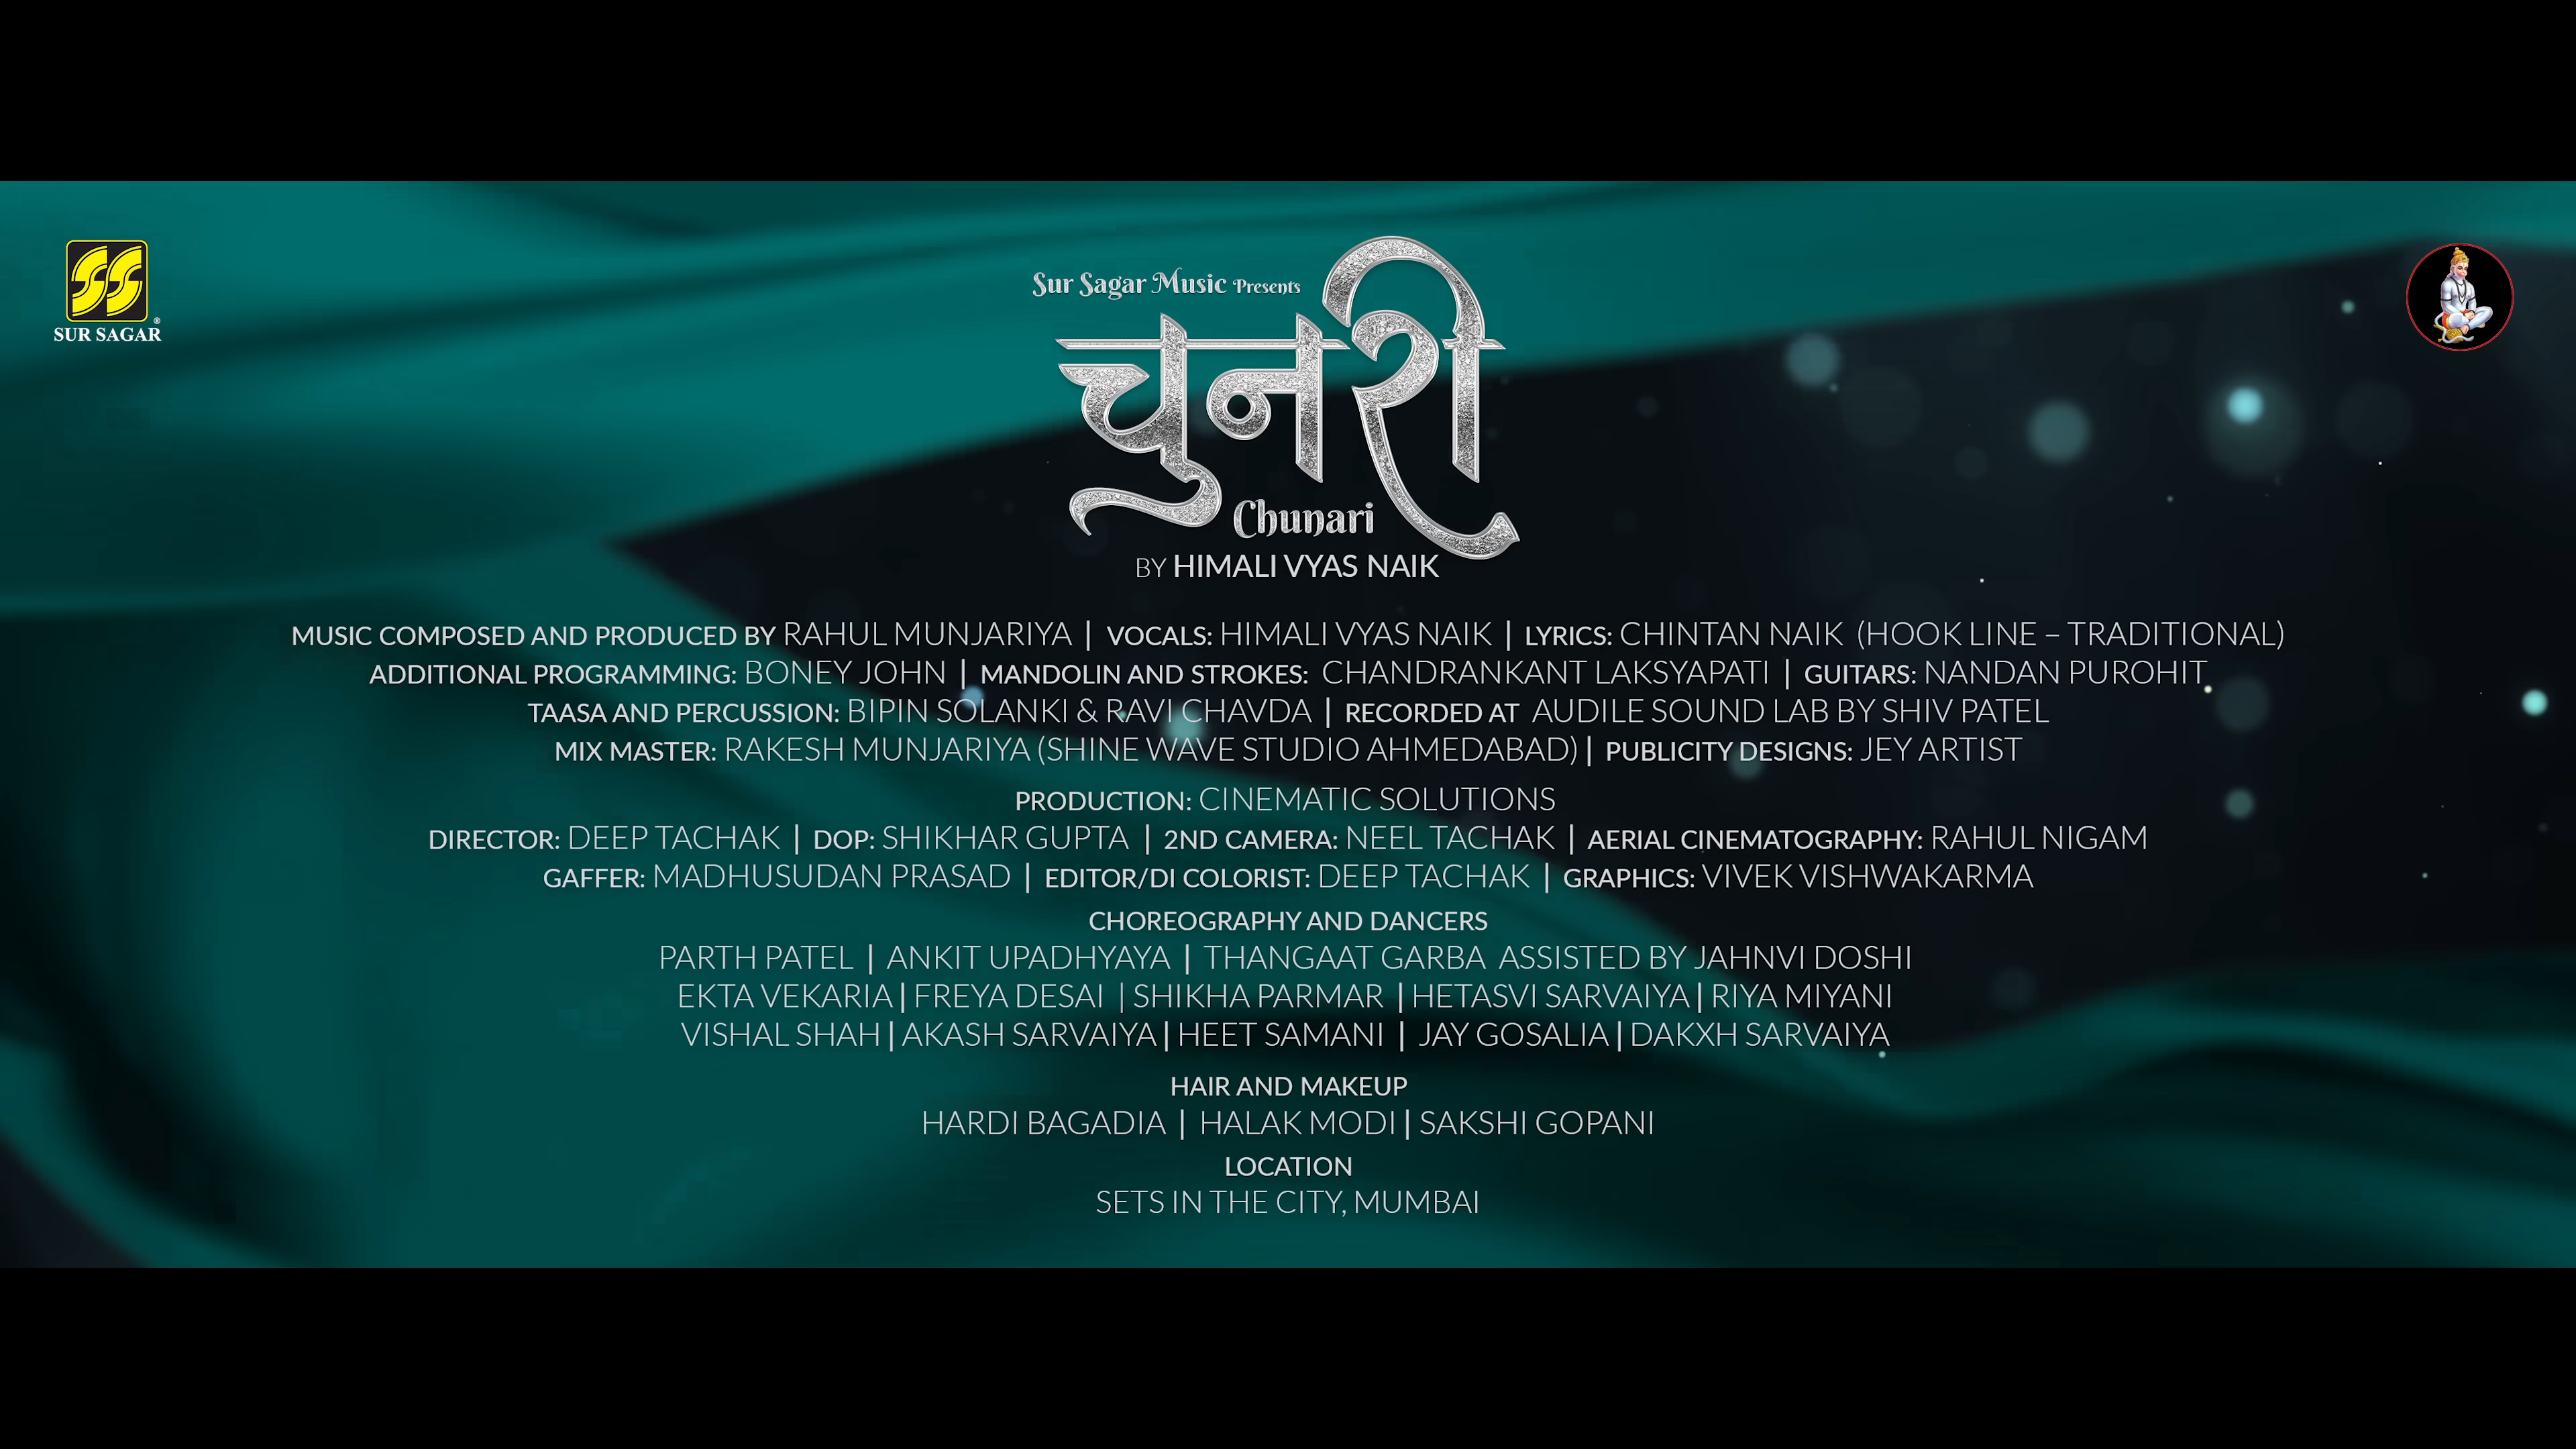 SUR SAGAR
Sur Sagar Music Presents
चुनरी
Chunari
BY HIMALI VYAS NAIK
MUSIC COMPOSED AND PRODUCED BY RAHUL MUNJARIYA | VOCALS: HIMALI VYAS NAIK | LYRICS: CHINTAN NAIK (HOOK LINE – TRADITIONAL)
ADDITIONAL PROGRAMMING: BONEY JOHN | MANDOLIN AND STROKES: CHANDRANKANT LAKSYAPATI | GUITARS: NANDAN PUROHIT
TAASA AND PERCUSSION: BIPIN SOLANKI & RAVI CHAVDA | RECORDED AT AUDILE SOUND LAB BY SHIV PATEL
MIX MASTER: RAKESH MUNJARIYA (SHINE WAVE STUDIO AHMEDABAD) | PUBLICITY DESIGNS: JEY ARTIST
PRODUCTION: CINEMATIC SOLUTIONS
DIRECTOR: DEEP TACHAK | DOP: SHIKHAR GUPTA | 2ND CAMERA: NEEL TACHAK | AERIAL CINEMATOGRAPHY: RAHUL NIGAM
GAFFER: MADHUSUDAN PRASAD | EDITOR/DI COLORIST: DEEP TACHAK | GRAPHICS: VIVEK VISHWAKARMA
CHOREOGRAPHY AND DANCERS
PARTH PATEL | ANKIT UPADHYAYA | THANGAAT GARBA ASSISTED BY JAHNVI DOSHI
EKTA VEKARIA | FREYA DESAI | SHIKHA PARMAR | HETASVI SARVAIYA | RIYA MIYANI
VISHAL SHAH | AKASH SARVAIYA | HEET SAMANI | JAY GOSALIA | DAKXH SARVAIYA
HAIR AND MAKEUP
HARDI BAGADIA | HALAK MODI | SAKSHI GOPANI
LOCATION
SETS IN THE CITY, MUMBAI